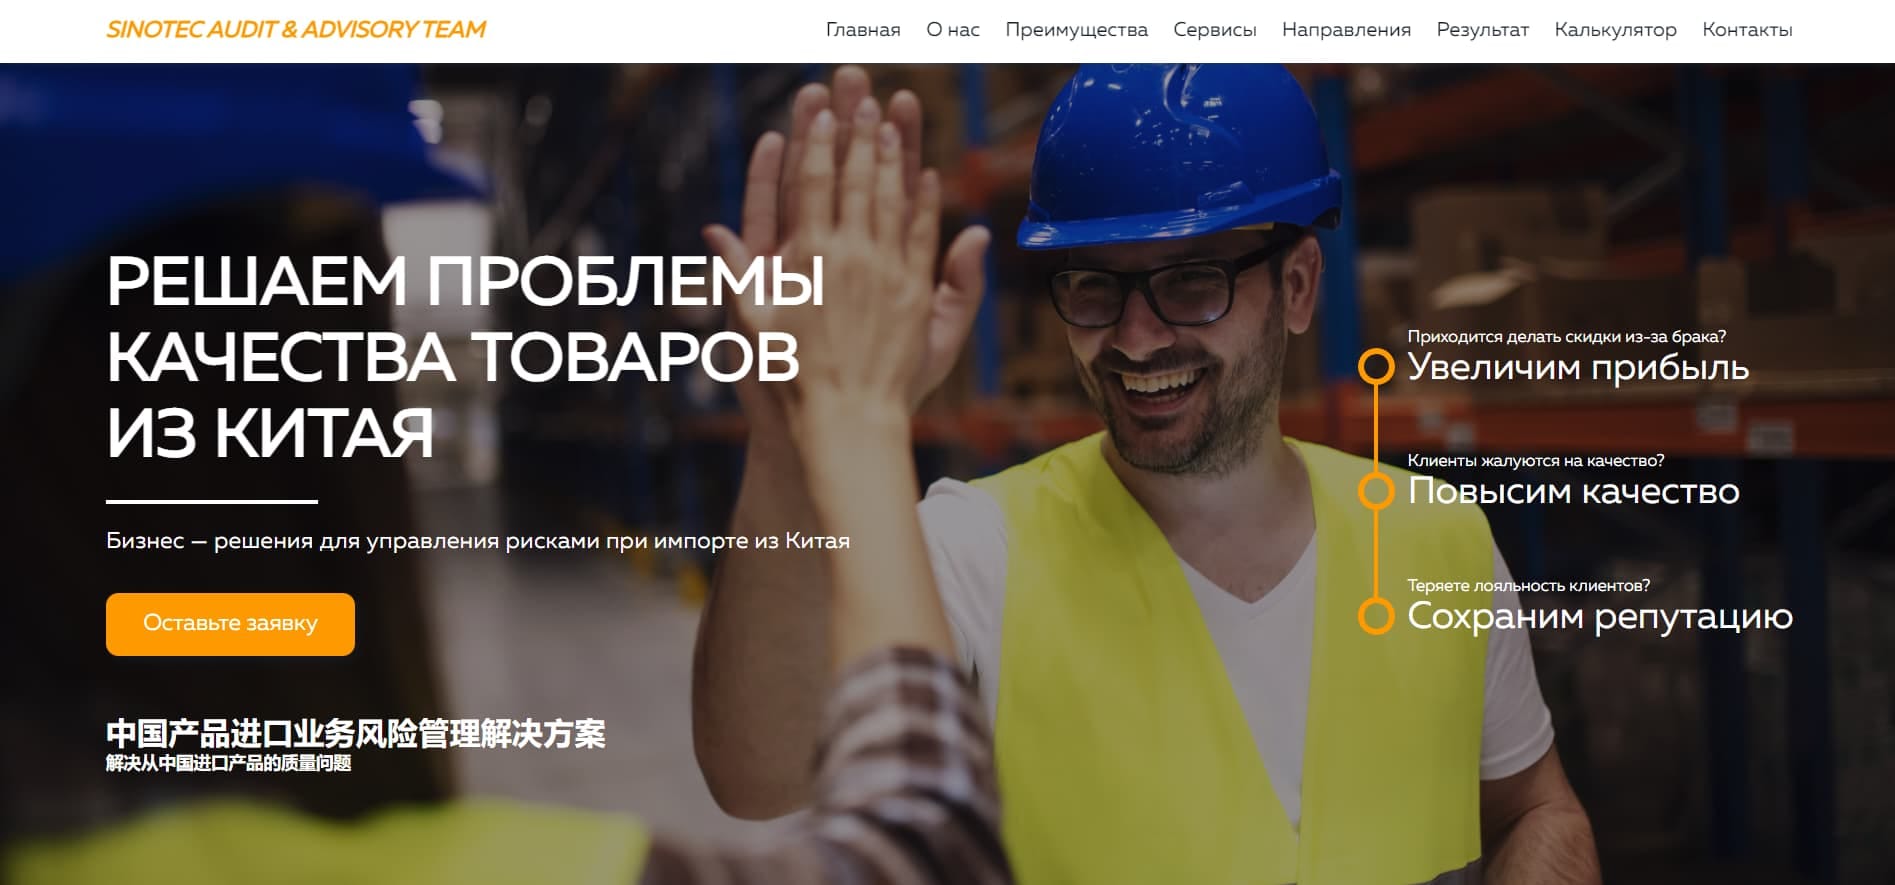 SINOTEC AUDIT & ADVISORY TEAM
Главная О нас Преимущества Сервисы Направления Результат Калькулятор Контакты
РЕШАЕМ ПРОБЛЕМЫ
КАЧЕСТВА ТОВАРОВ
ИЗ КИТАЯ
Бизнес — решения для управления рисками при импорте из Китая
Оставьте заявку
中国产品进口业务风险管理解决方案
解决从中国进口产品的质量问题
Приходится делать скидки из-за брака?
Увеличим прибыль
Клиенты жалуются на качество?
Повысим качество
Теряете лояльность клиентов?
Сохраним репутацию